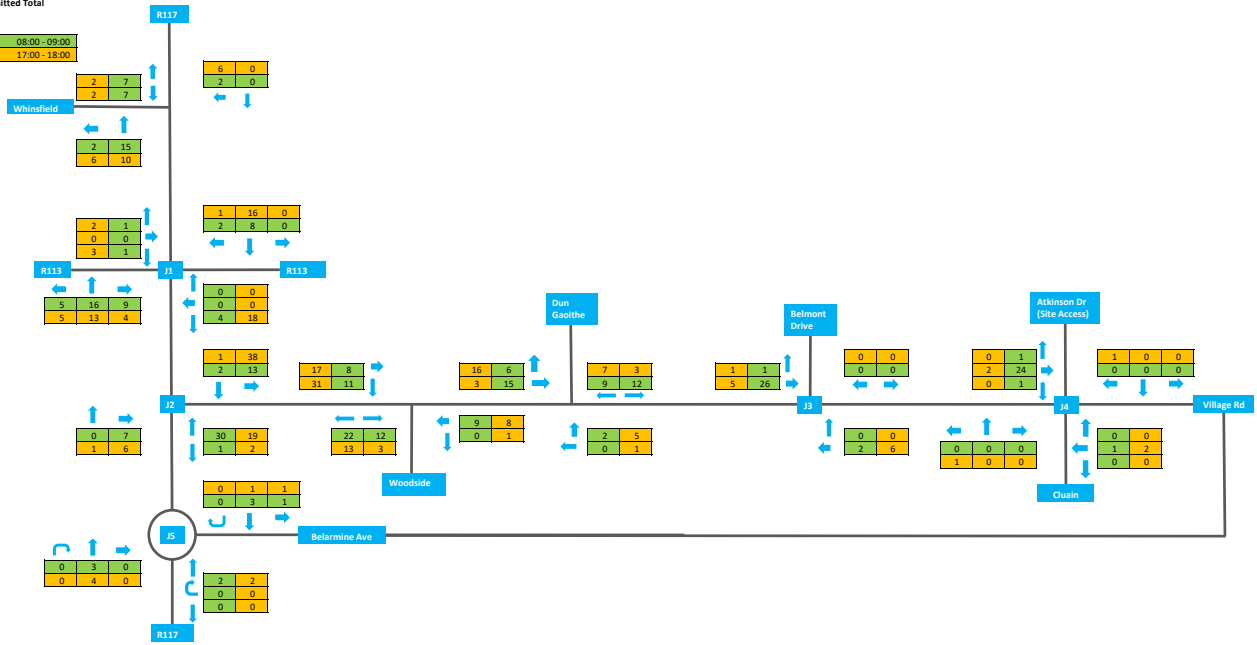 itted Total
R117
08:00 - 09:00
17:00 - 18:00
6 0
2 0
2 7
2 7
Whinsfield
2 15
6 10
1 16 0
2 8 0
2 1
0 0
3 1
R113
J1
R113
5 16 9
5 13 4
0 0
0 0
4 18
Dun
Gaoithe
Belmont
Drive
Atkinson Dr
(Site Access)
1 38
2 13
17 8
31 11
16 6
3 15
7 3
9 12
1 1
5 26
0 0
0 0
0 1
2 24
0 1
1 0 0
0 0 0
J2
J3
J4
Village Rd
0 7
1 6
30 19
1 2
22 12
13 3
9 8
0 1
2 5
0 1
0 0
2 6
0 0 0
1 0 0
0 0
1 2
0 0
Woodside
Cluain
0 1 1
0 3 1
J5
Belarmine Ave
0 3 0
0 4 0
2 2
0 0
0 0
R117